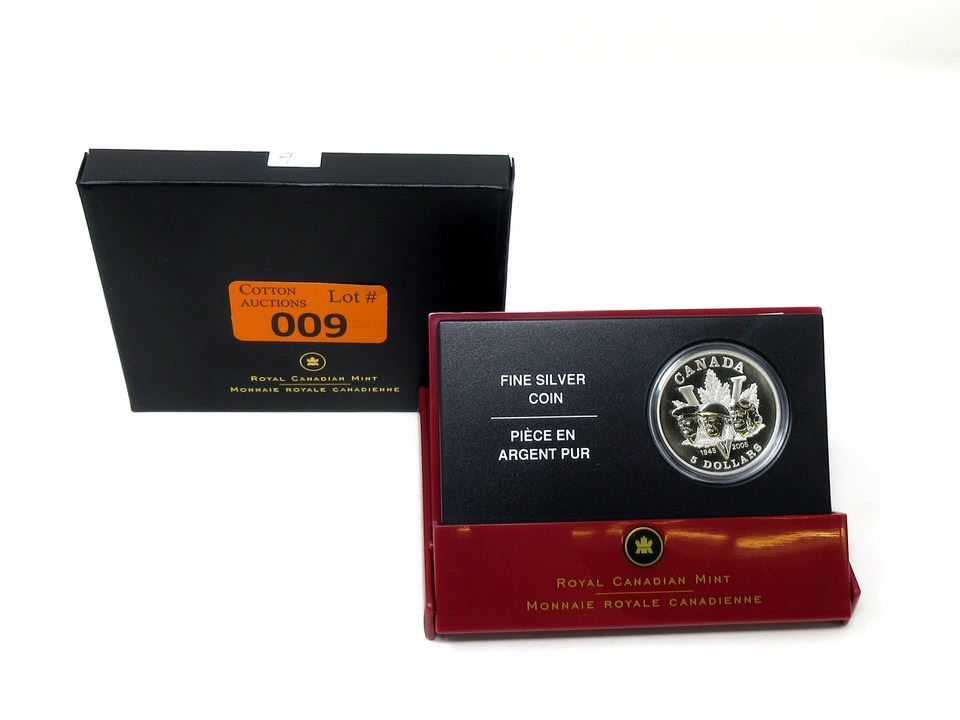 9
COTTON AUCTIONS Lot #
009
ROYAL CANADIAN MINT
MONNAIE ROYALE CANADIENNE
FINE SILVER
COIN
PIÈCE EN
ARGENT PUR
CANADA
1945 2005
5 DOLLARS
ROYAL CANADIAN MINT
MONNAIE ROYALE CANADIENNE